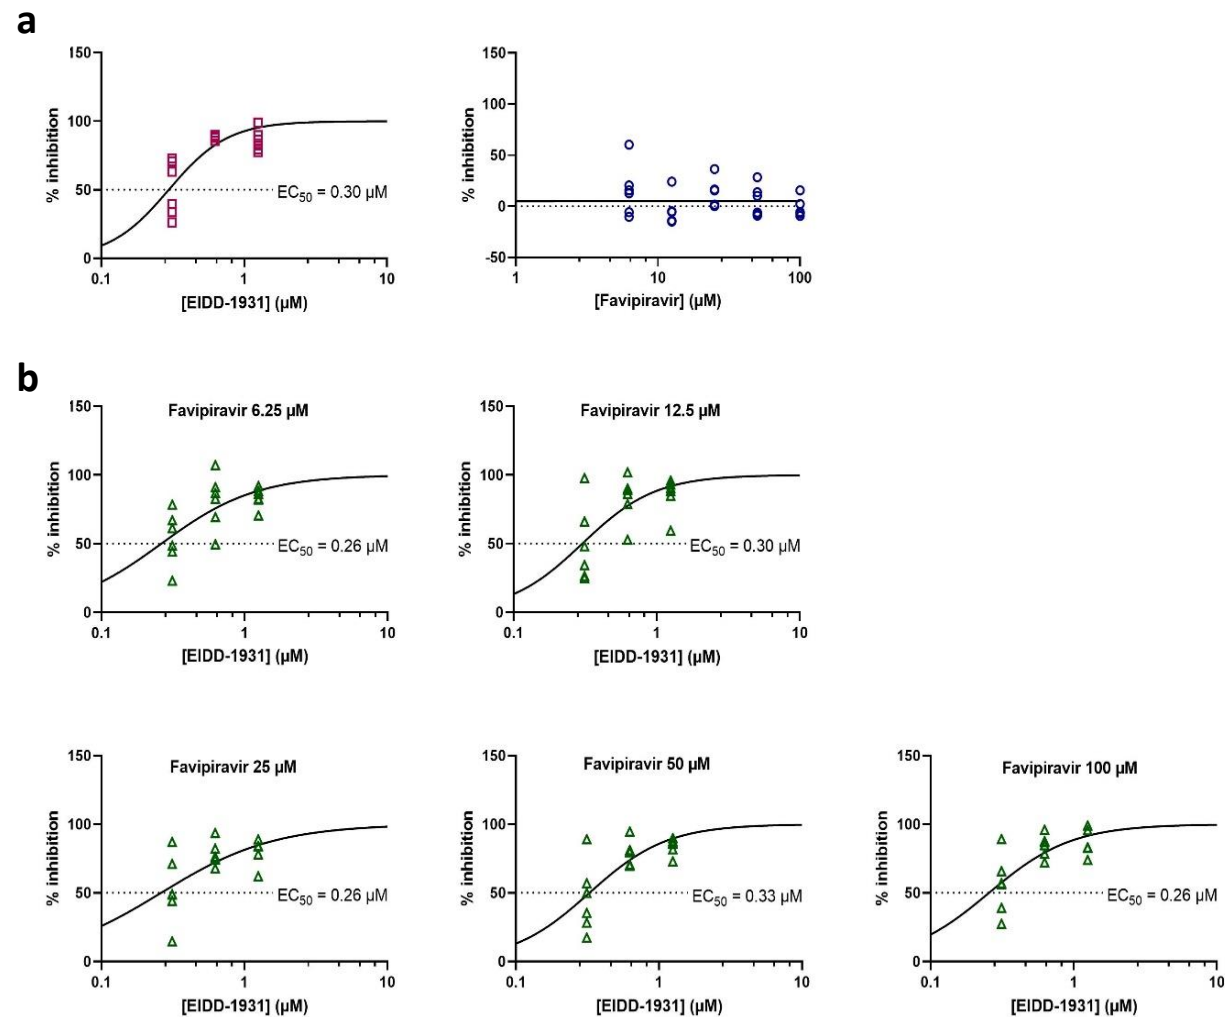 a
150
100
50
0
% inhibition
EC50 = 0.30 µM
0.1 1 10
[EIDD-1931] (µM)
150
100
50
0
-50
% inhibition
1 10 100
[Favipiravir] (µM)
b
Favipiravir 6.25 µM
150
100
50
0
% inhibition
EC50 = 0.26 µM
0.1 1 10
[EIDD-1931] (µM)
Favipiravir 12.5 µM
150
100
50
0
% inhibition
EC50 = 0.30 µM
0.1 1 10
[EIDD-1931] (µM)
Favipiravir 25 µM
150
100
50
0
% inhibition
EC50 = 0.26 µM
0.1 1 10
[EIDD-1931] (µM)
Favipiravir 50 µM
150
100
50
0
% inhibition
EC50 = 0.33 µM
0.1 1 10
[EIDD-1931] (µM)
Favipiravir 100 µM
150
100
50
0
% inhibition
EC50 = 0.26 µM
0.1 1 10
[EIDD-1931] (µM)